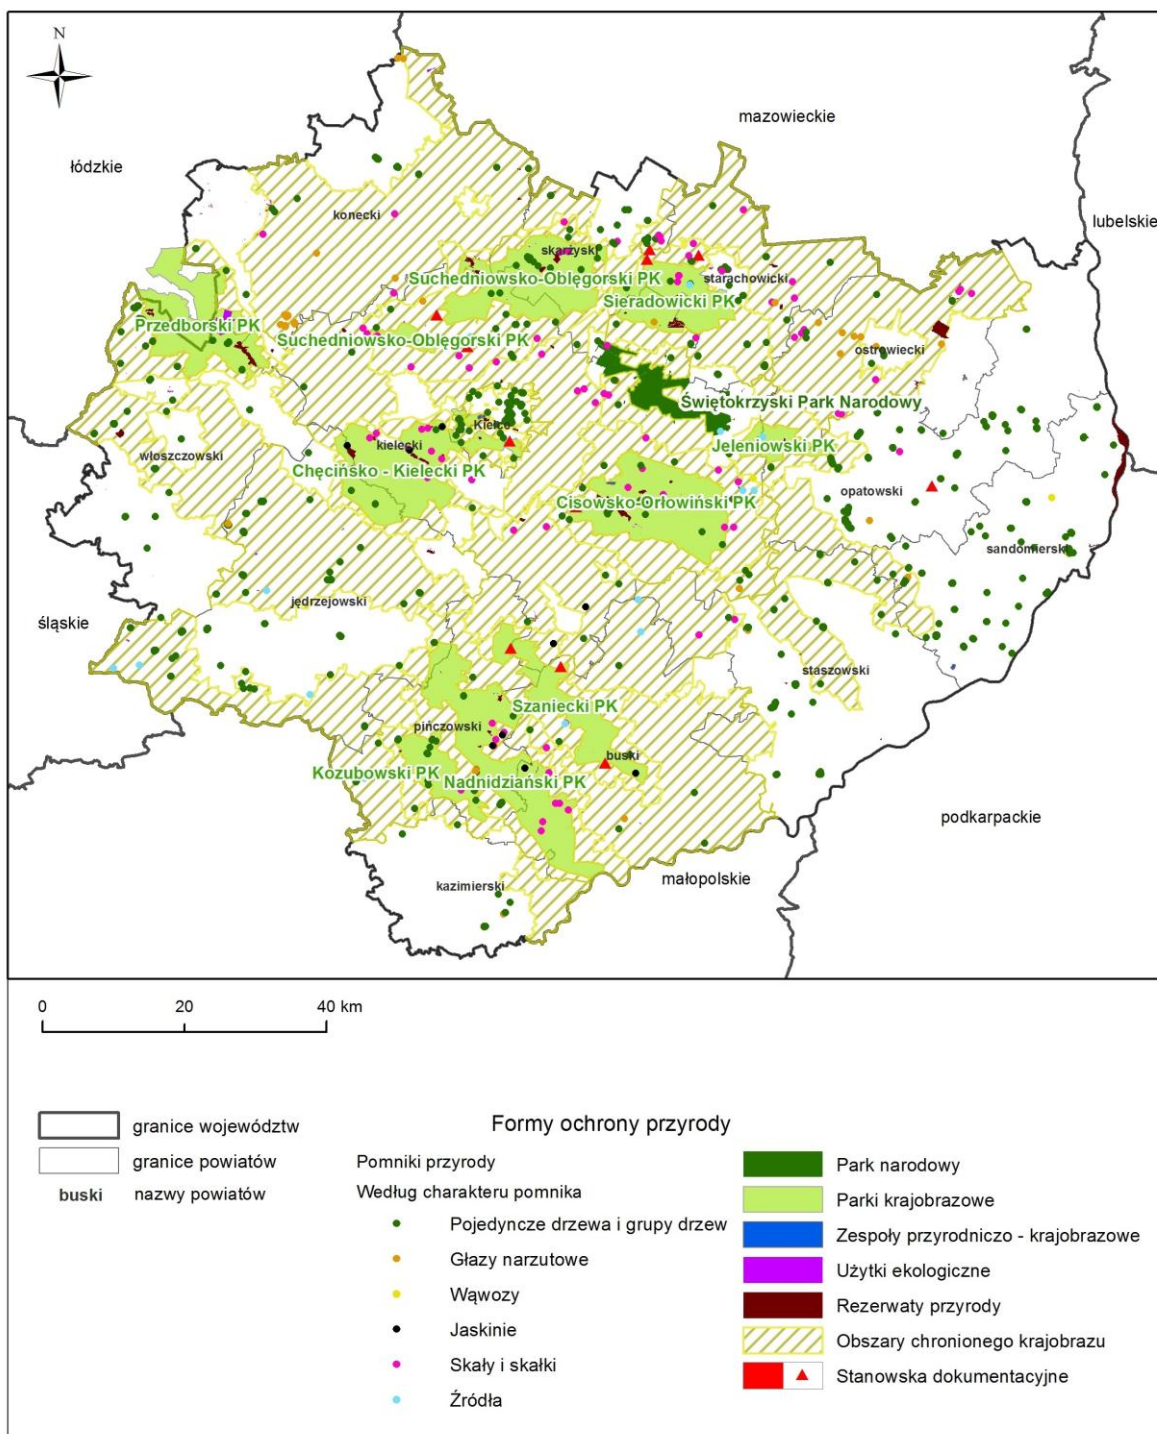 N
mazowieckie
łódzkie
lubelskie
konecki
skarżyski
Suchedniowsko-Oblęgorski PK
starachowicki
Sieradowicki PK
Przedborski PK
Suchedniowsko-Oblęgorski PK
ostrowiecki
Świętokrzyski Park Narodowy
Kielce
kielecki
Jeleniowski PK
włoszczowski
Chęcińsko - Kielecki PK
opatowski
Cisowsko-Orłowiński PK
sandomierski
jędrzejowski
śląskie
staszowski
Szaniecki PK
pińczowski
buski
Kozubowski PK
Nadnidziański PK
podkarpackie
małopolskie
kazimierski
0 20 40 km
granice województw
granice powiatów
buski nazwy powiatów
Formy ochrony przyrody
Pomniki przyrody
Według charakteru pomnika
Pojedyncze drzewa i grupy drzew
Głazy narzutowe
Wąwozy
Jaskinie
Skały i skałki
Źródła
Park narodowy
Parki krajobrazowe
Zespoły przyrodniczo - krajobrazowe
Użytki ekologiczne
Rezerwaty przyrody
Obszary chronionego krajobrazu
Stanowska dokumentacyjne